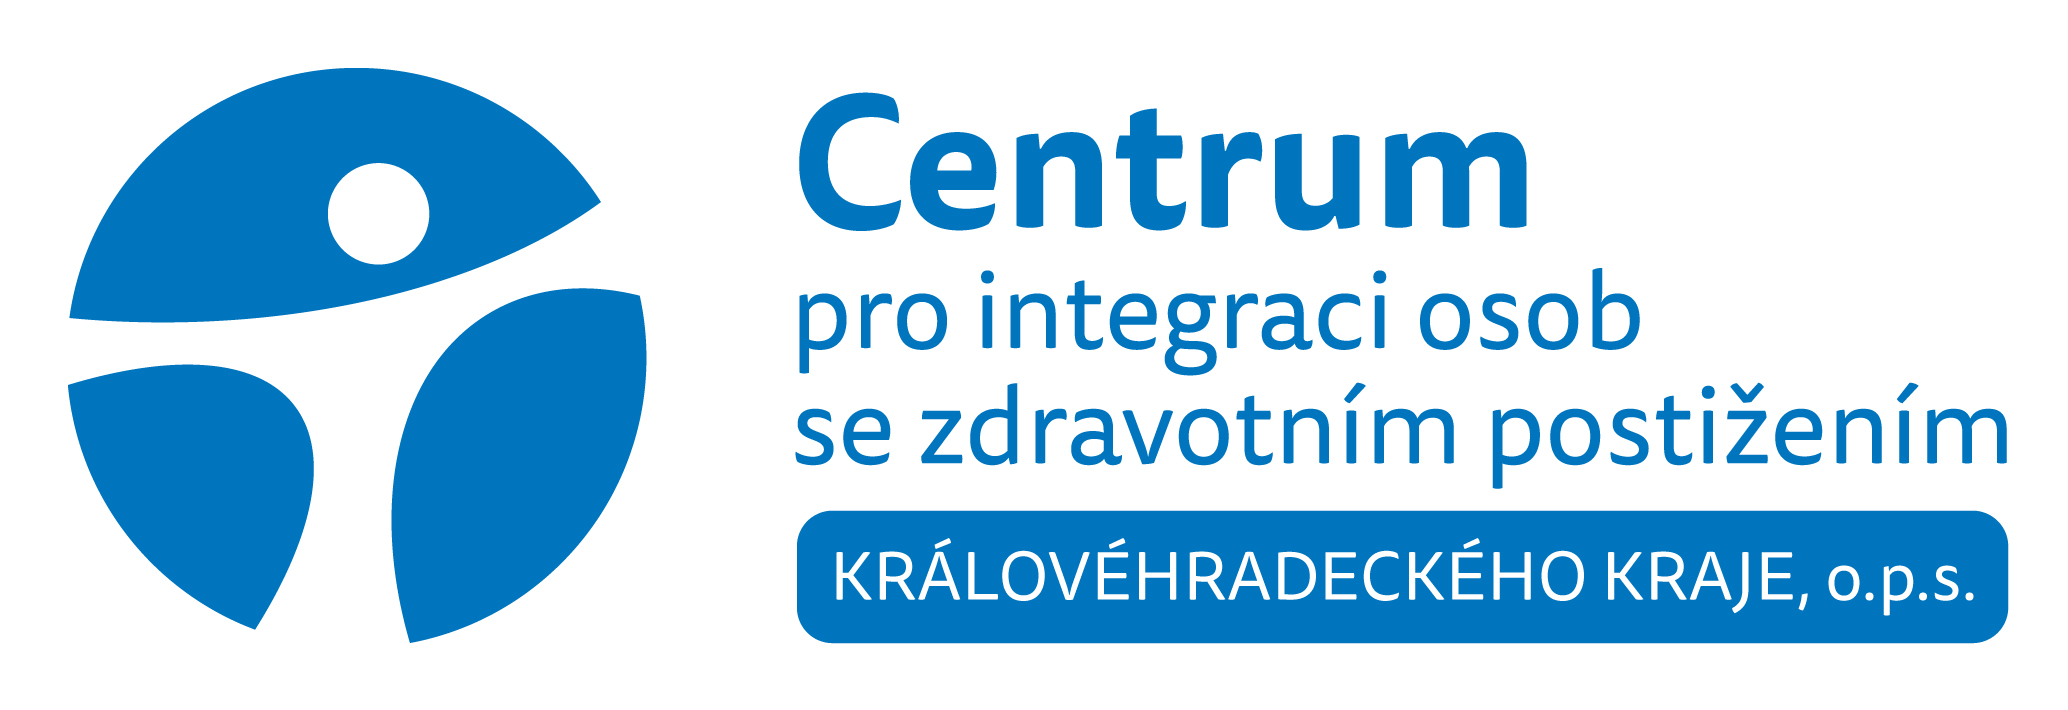 Centrum
pro integraci osob
se zdravotním postižením
KRÁLOVÉHRADECKÉHO KRAJE, o.p.s.